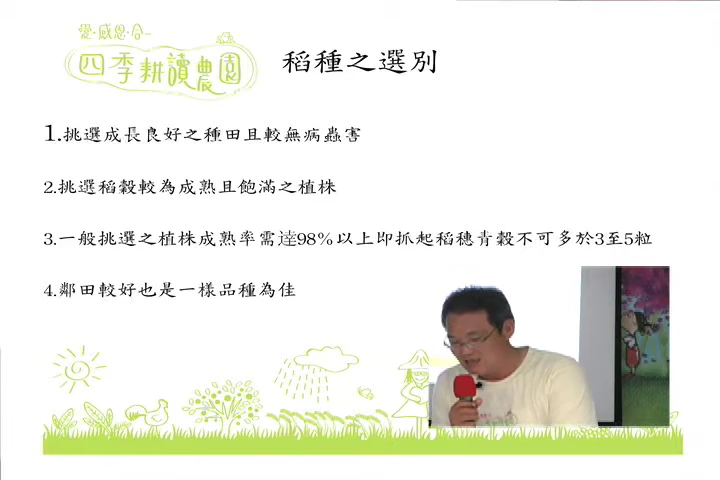 愛·感恩·合一
四季耕讀農園
稻種之選別
1.挑選成長良好之種田且較無病蟲害
2.挑選稻穀較為成熟且飽滿之植株
3.一般挑選之植株成熟率需達98%以上即抓起稻穗青穀不可多於3至5粒
4.鄰田較好也是一樣品種為佳